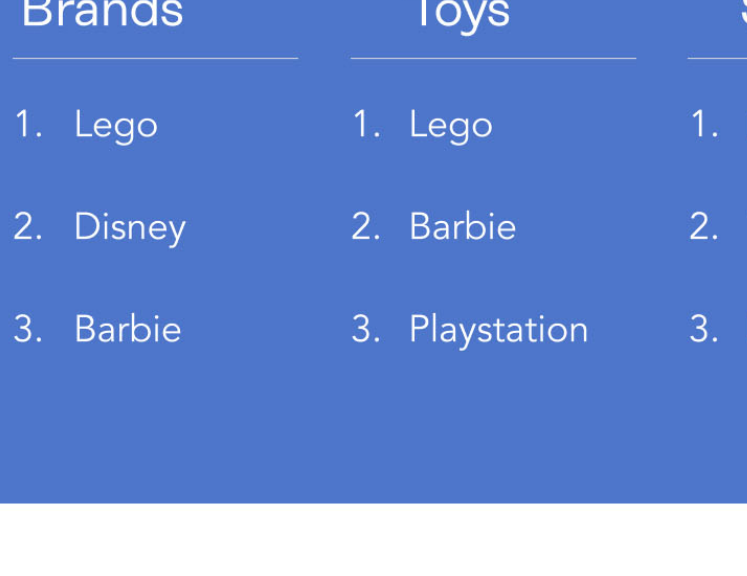 Brands
1. Lego
2. Disney
3. Barbie
Toys
1. Lego
2. Barbie
3. Playstation
1.
2.
3.